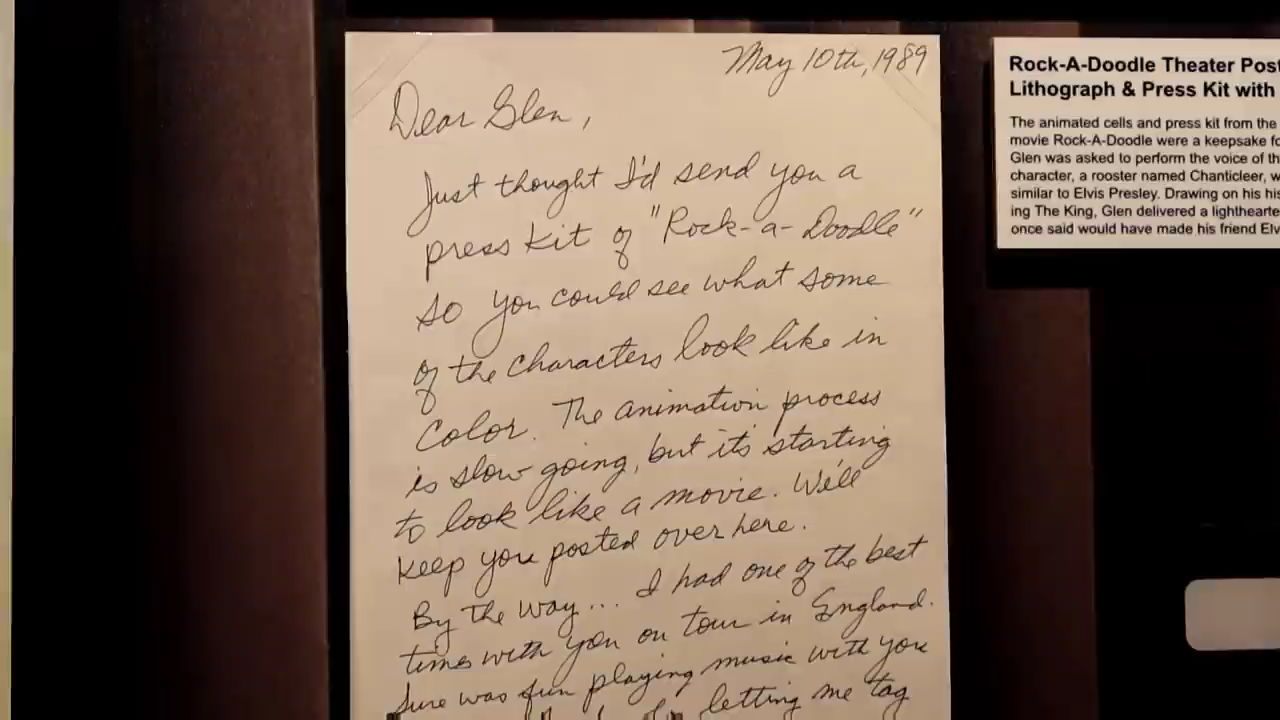 May 10th, 1989
Dear Glen,
Just thought I'd send you a
press kit of "Rock-a-Doodle"
so you could see what some
of the characters look like in
color. The animation process
is slow going, but it's starting
to look like a movie. We'll
keep you posted over here.
By the way... I had one of the best
times with you on tour in England.
Sure was fun playing music with you
letting me tag
Rock-A-Doodle Theater Post
Lithograph & Press Kit with
The animated cells and press kit from the
movie Rock-A-Doodle were a keepsake fo
Glen was asked to perform the voice of th
character, a rooster named Chanticleer, w
similar to Elvis Presley. Drawing on his his
ing The King, Glen delivered a lighthearte
once said would have made his friend Elv